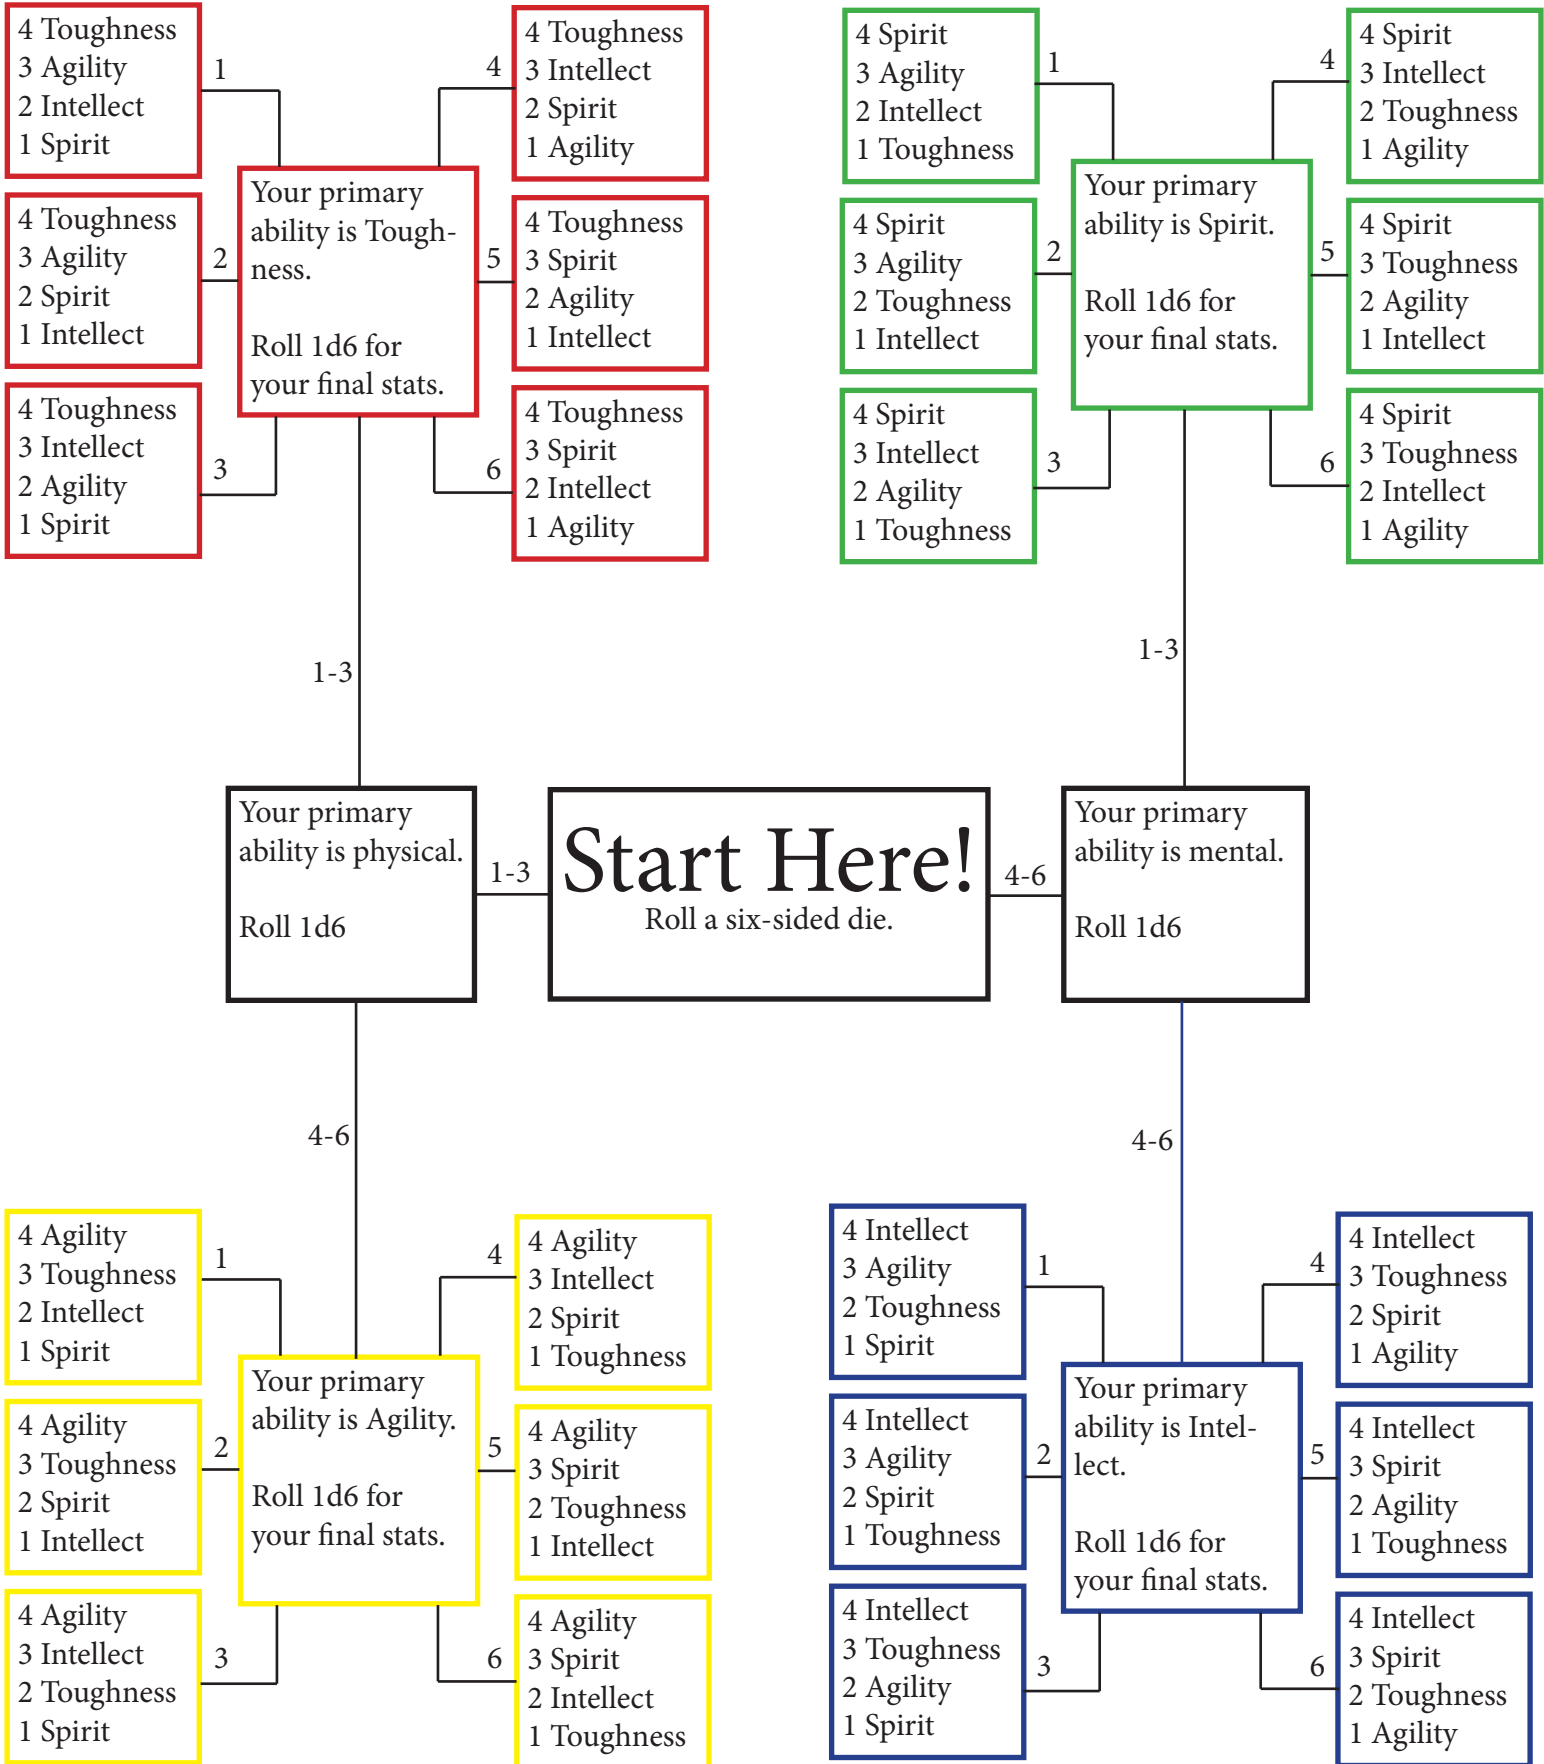 4 Toughness
3 Agility
2 Intellect
1 Spirit
1
4 Toughness
3 Agility
2 Spirit
1 Intellect
2
4 Toughness
3 Intellect
2 Agility
1 Spirit
3
Your primary
ability is Tough-
ness.
Roll 1d6 for
your final stats.
4
4 Toughness
3 Intellect
2 Spirit
1 Agility
5
4 Toughness
3 Spirit
2 Agility
1 Intellect
6
4 Toughness
3 Spirit
2 Intellect
1 Agility
4 Spirit
3 Agility
2 Intellect
1 Toughness
1
4 Spirit
3 Agility
2 Toughness
1 Intellect
2
4 Spirit
3 Intellect
2 Agility
1 Toughness
3
Your primary
ability is Spirit.
Roll 1d6 for
your final stats.
4
4 Spirit
3 Intellect
2 Toughness
1 Agility
5
4 Spirit
3 Toughness
2 Agility
1 Intellect
6
4 Spirit
3 Toughness
2 Intellect
1 Agility
1-3
1-3
Your primary
ability is physical.
Roll 1d6
1-3
Start Here!
Roll a six-sided die.
4-6
Your primary
ability is mental.
Roll 1d6
4-6
4-6
4 Agility
3 Toughness
2 Intellect
1 Spirit
1
4 Agility
3 Toughness
2 Spirit
1 Intellect
2
4 Agility
3 Intellect
2 Toughness
1 Spirit
3
Your primary
ability is Agility.
Roll 1d6 for
your final stats.
4
4 Agility
3 Intellect
2 Spirit
1 Toughness
5
4 Agility
3 Spirit
2 Toughness
1 Intellect
6
4 Agility
3 Spirit
2 Intellect
1 Toughness
4 Intellect
3 Agility
2 Toughness
1 Spirit
1
4 Intellect
3 Agility
2 Spirit
1 Toughness
2
4 Intellect
3 Toughness
2 Agility
1 Spirit
3
Your primary
ability is Intel-
lect.
Roll 1d6 for
your final stats.
4
4 Intellect
3 Toughness
2 Spirit
1 Agility
5
4 Intellect
3 Spirit
2 Agility
1 Toughness
6
4 Intellect
3 Spirit
2 Toughness
1 Agility